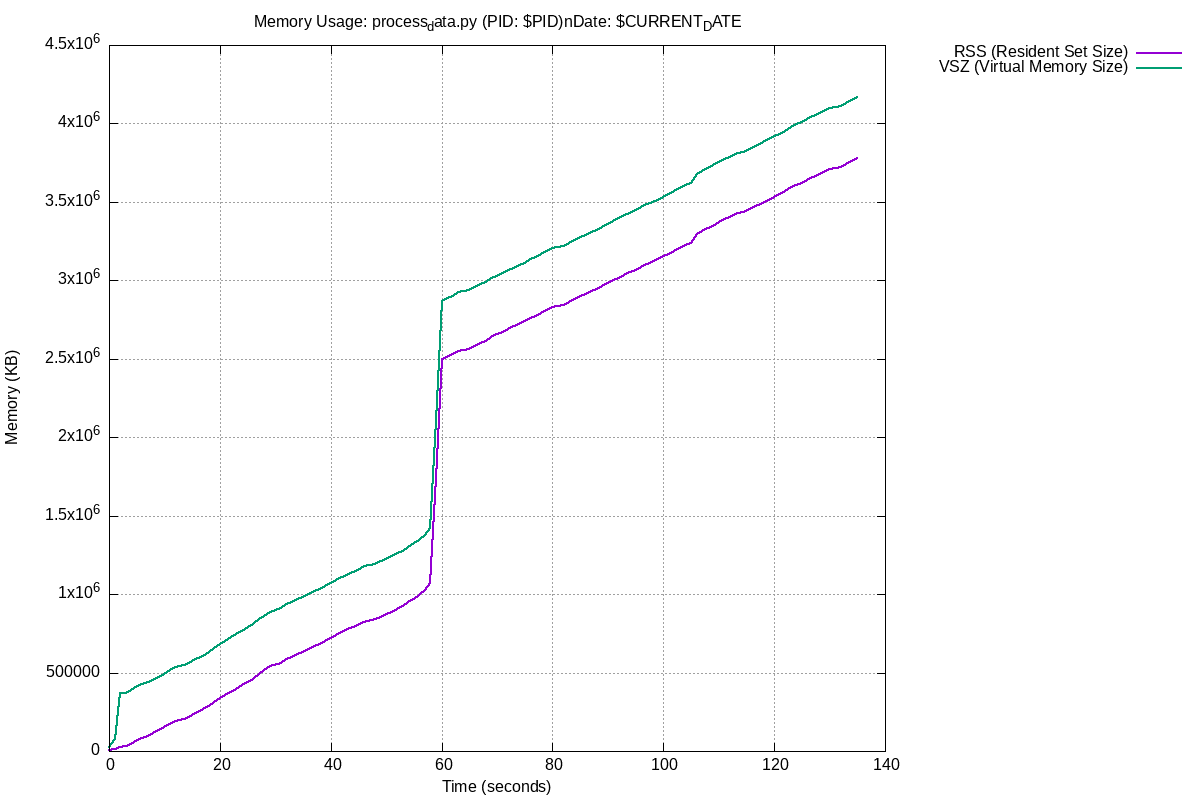 Memory Usage: process_data.py (PID: $PID)nDate: $CURRENT_DATE
RSS (Resident Set Size)
VSZ (Virtual Memory Size)
4.5x10^6
4x10^6
3.5x10^6
3x10^6
2.5x10^6
2x10^6
1.5x10^6
1x10^6
500000
0
Memory (KB)
0 20 40 60 80 100 120 140
Time (seconds)